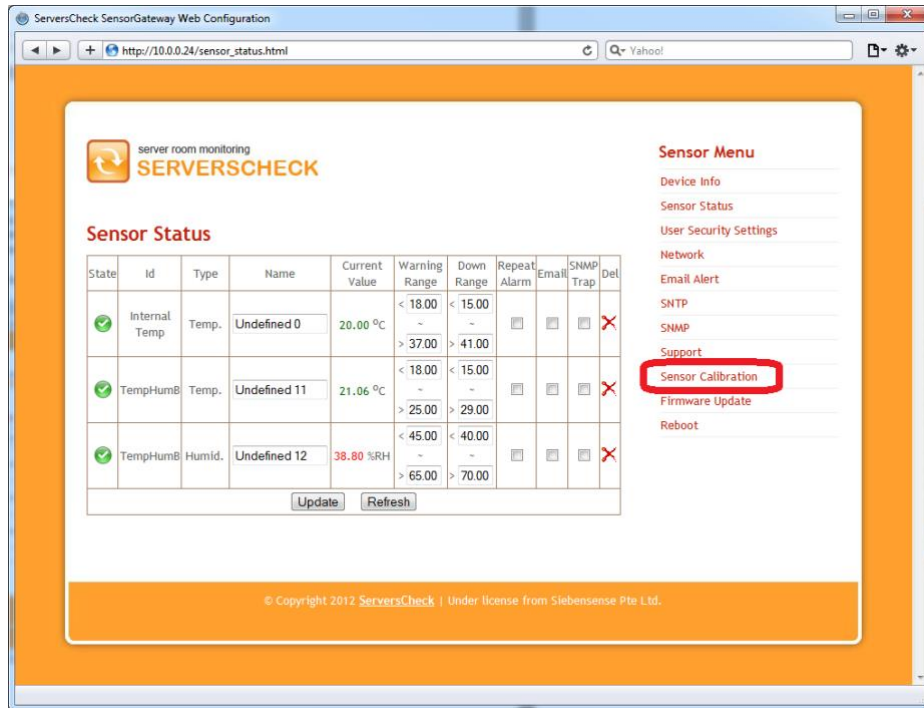 ServersCheck SensorGateway Web Configuration
http://10.0.0.24/sensor_status.html
Yahoo!
server room monitoring
SERVERSCHECK
Sensor Status
State Id Type Name Current Value Warning Range Down Range Repeat Alarm Email SNMP Trap Del
Internal Temp Temp. Undefined 0 20.00 °C < 18.00 ~ > 37.00 < 15.00 ~ > 41.00
TempHumB Temp. Undefined 11 21.06 °C < 18.00 ~ > 25.00 < 15.00 ~ > 29.00
TempHumB Humid. Undefined 12 38.80 %RH < 45.00 ~ > 65.00 < 40.00 ~ > 70.00
Update Refresh
Sensor Menu
Device Info
Sensor Status
User Security Settings
Network
Email Alert
SNTP
SNMP
Support
Sensor Calibration
Firmware Update
Reboot
© Copyright 2012 ServersCheck | Under license from Siebensense Pte Ltd.